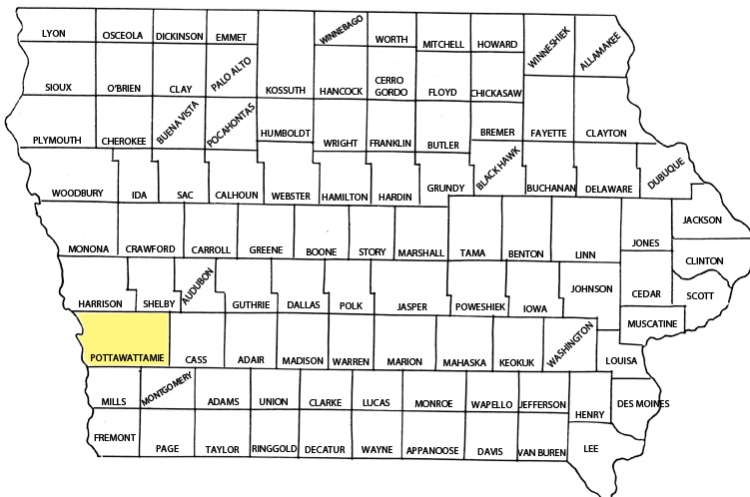 LYON OSCEOLA DICKINSON EMMET WINNEBAGO WORTH MITCHELL HOWARD WINNESHIEK ALLAMAKEE
SIOUX O'BRIEN CLAY PALO ALTO KOSSUTH HANCOCK CERRO GORDO FLOYD CHICKASAW
PLYMOUTH CHEROKEE BUENA VISTA POCAHONTAS HUMBOLDT WRIGHT FRANKLIN BUTLER BREMER FAYETTE CLAYTON
WOODBURY IDA SAC CALHOUN WEBSTER HAMILTON HARDIN GRUNDY BLACK HAWK BUCHANAN DELAWARE DUBUQUE
MONONA CRAWFORD CARROLL GREENE BOONE STORY MARSHALL TAMA BENTON LINN JONES JACKSON
CLINTON
HARRISON SHELBY AUDUBON GUTHRIE DALLAS POLK JASPER POWESHIEK IOWA JOHNSON CEDAR SCOTT
MUSCATINE
POTTAWATTAMIE CASS ADAIR MADISON WARREN MARION MAHASKA KEOKUK WASHINGTON LOUISA
MILLS MONTGOMERY ADAMS UNION CLARKE LUCAS MONROE WAPELLO JEFFERSON HENRY DES MOINES
FREMONT PAGE TAYLOR RINGGOLD DECATUR WAYNE APPANOOSE DAVIS VAN BUREN LEE